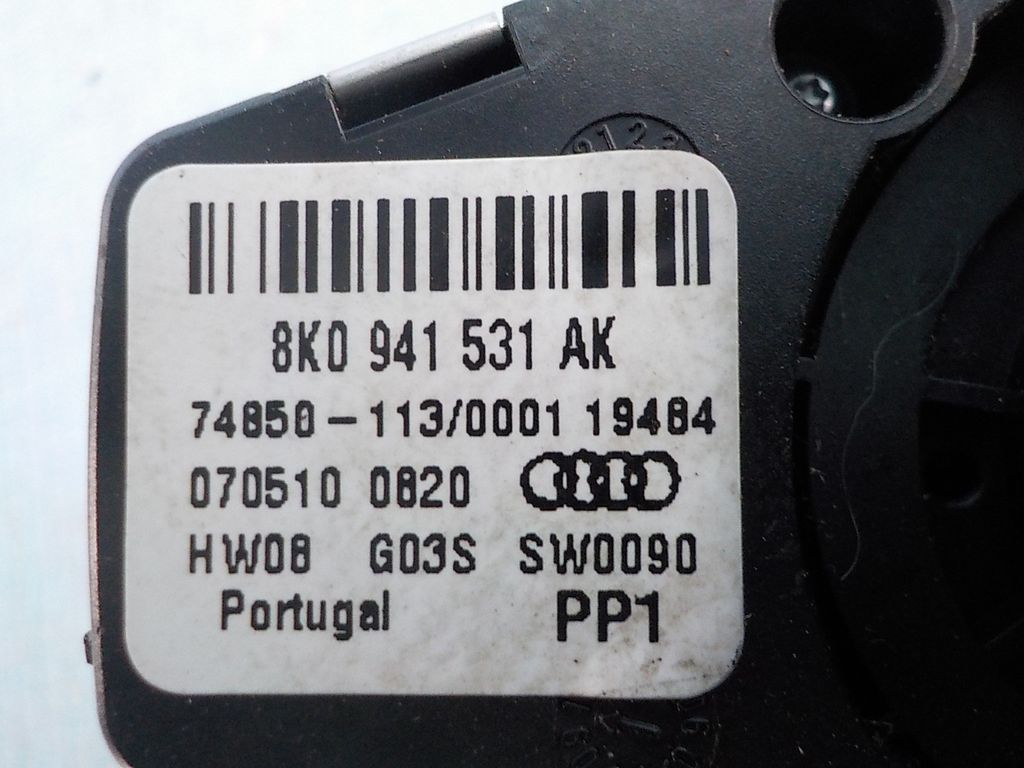 8K0 941 531 AK
74850-113/0001 19484
070510 0820
HW08 G03S SW0090
Portugal PP1